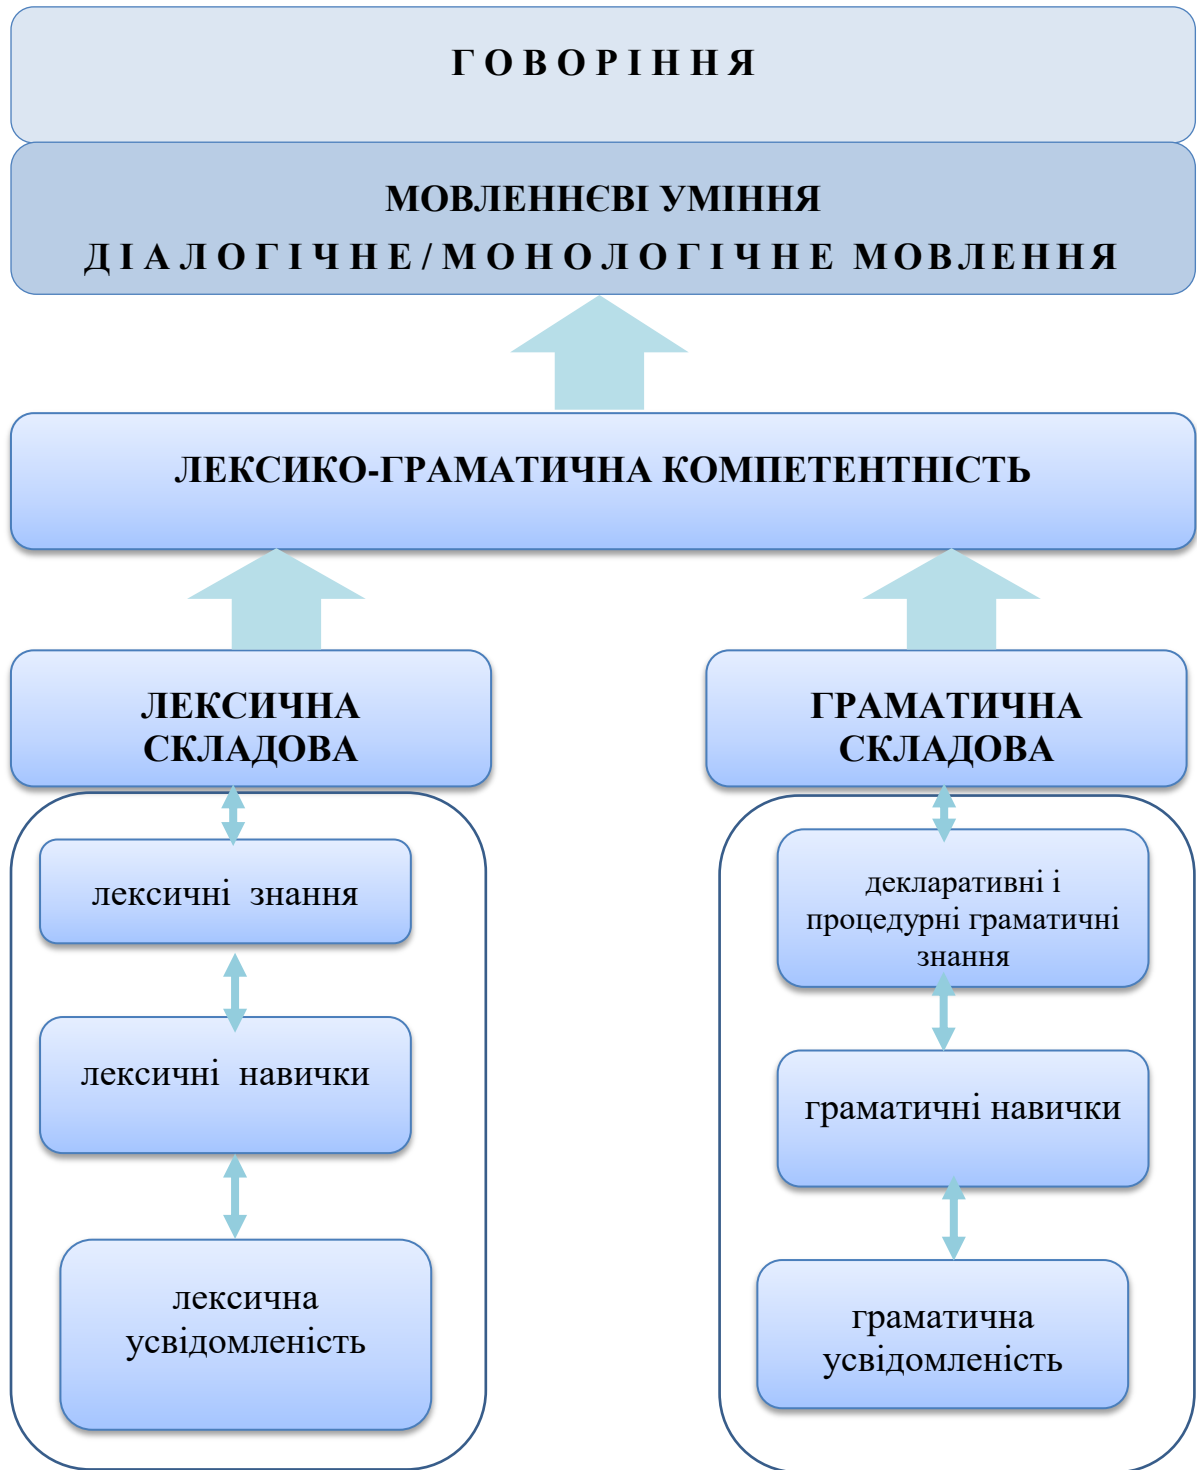 Г О В О Р І Н Н Я
МОВЛЕННЄВІ УМІННЯ
Д І А Л О Г І Ч Н Е / М О Н О Л О Г І Ч Н Е МОВЛЕННЯ
ЛЕКСИКО-ГРАМАТИЧНА КОМПЕТЕНТНІСТЬ
ЛЕКСИЧНА
СКЛАДОВА
лексичні знання
лексичні навички
лексична
усвідомленість
ГРАМАТИЧНА
СКЛАДОВА
декларативні і
процедурні граматичні
знання
граматичні навички
граматична
усвідомленість